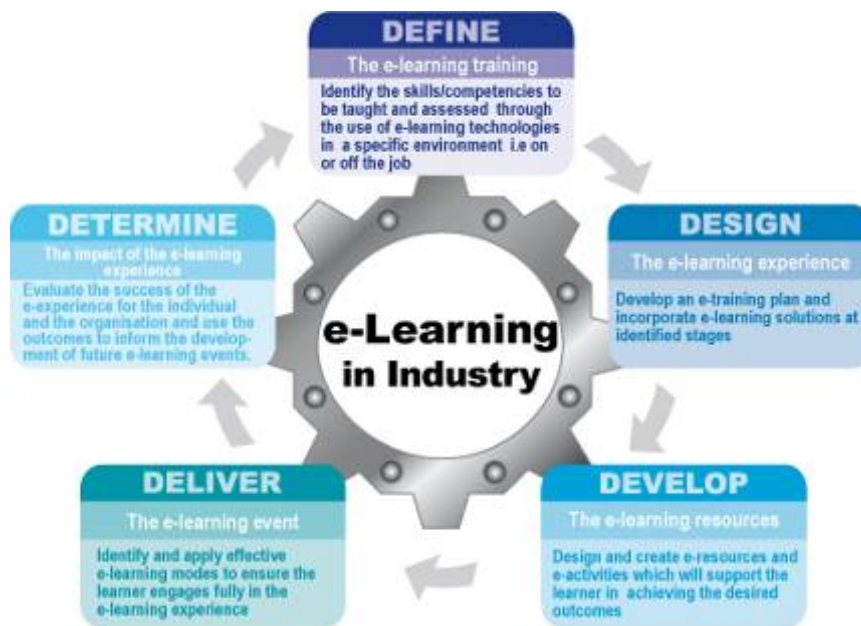 DEFINE
The e-learning training
Identify the skills/competencies to
be taught and assessed through
the use of e-learning technologies
in a specific environment i.e on
or off the job
DESIGN
The e-learning experience
Develop an e-training plan and
incorporate e-learning solutions at
identified stages
DEVELOP
The e-learning resources
Design and create e-resources and
e-activities which will support the
learner in achieving the desired
outcomes
DELIVER
The e-learning event
Identify and apply effective
e-learning modes to ensure the
learner engages fully in the
e-learning experience
DETERMINE
The impact of the e-learning
experience
Evaluate the success of the
e-experience for the individual
and the organisation and use the
outcomes to inform the develop-
ment of future e-learning events.
e-Learning
in Industry